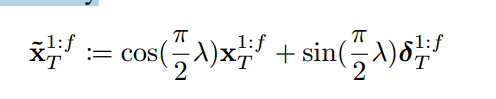 x̃_T^{1:f} := cos(π/2 λ)x_T^{1:f} + sin(π/2 λ)δ_T^{1:f}